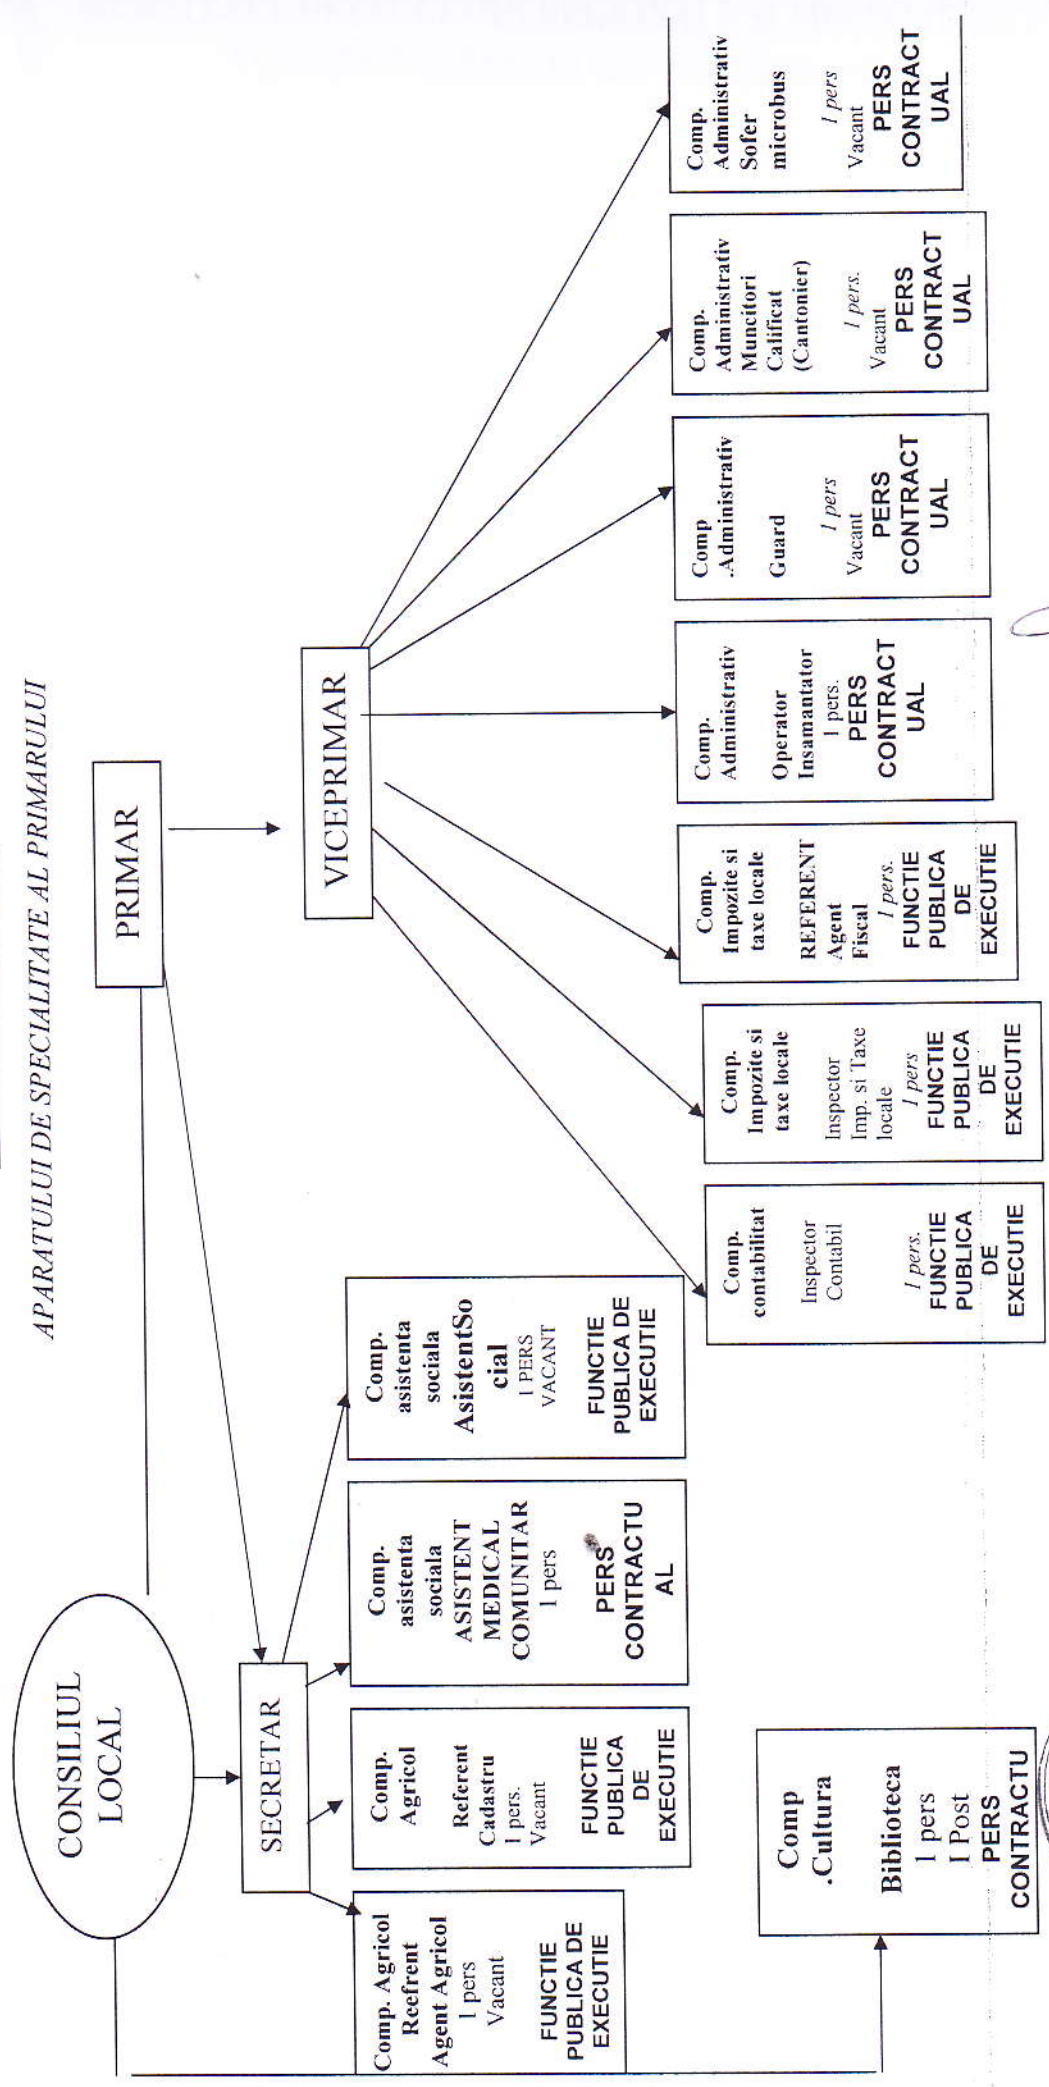 APARATULUI DE SPECIALITATE AL PRIMARULUI
CONSILIUL
LOCAL
PRIMAR
SECRETAR
VICEPRIMAR
Comp. Agricol
Reefrent
Agent Agricol
1 pers
Vacant
FUNCTIE
PUBLICA DE
EXECUTIE
Comp.
Agricol
Referent
Cadastru
1 pers.
Vacant
FUNCTIE
PUBLICA
DE
EXECUTIE
Comp.
asistenta
sociala
ASISTENT
MEDICAL
COMUNITAR
1 pers
PERS
CONTRACTU
AL
Comp.
asistenta
sociala
AsistentSo
cial
1 PERS
VACANT
FUNCTIE
PUBLICA DE
EXECUTIE
Comp
.Cultura
Biblioteca
1 pers
1 Post
PERS
CONTRACTU
Comp.
contabilitat
Inspector
Contabil
1 pers.
FUNCTIE
PUBLICA
DE
EXECUTIE
Comp.
Impozite si
taxe locale
Inspector
Imp. si Taxe
locale
1 pers
FUNCTIE
PUBLICA
DE
EXECUTIE
Comp.
Impozite si
taxe locale
REFERENT
Agent
Fiscal
1 pers.
FUNCTIE
PUBLICA
DE
EXECUTIE
Comp.
Administrativ
Operator
Insamantator
1 pers.
PERS
CONTRACT
UAL
Comp
.Administrativ
Guard
1 pers
Vacant
PERS
CONTRACT
UAL
Comp.
Administrativ
Muncitori
Calificat
(Cantonier)
1 pers.
Vacant
PERS
CONTRACT
UAL
Comp.
Administrativ
Sofer
microbus
1 pers
Vacant
PERS
CONTRACT
UAL